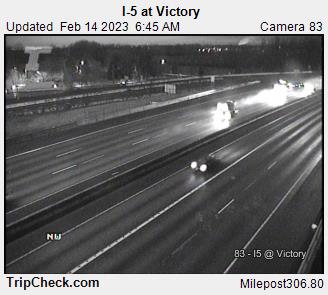 I-5 at Victory
Updated  Feb 14 2023  6:45 AM
Camera 83
NW
83 - I5 @ Victory
TripCheck.com
Milepost306.80